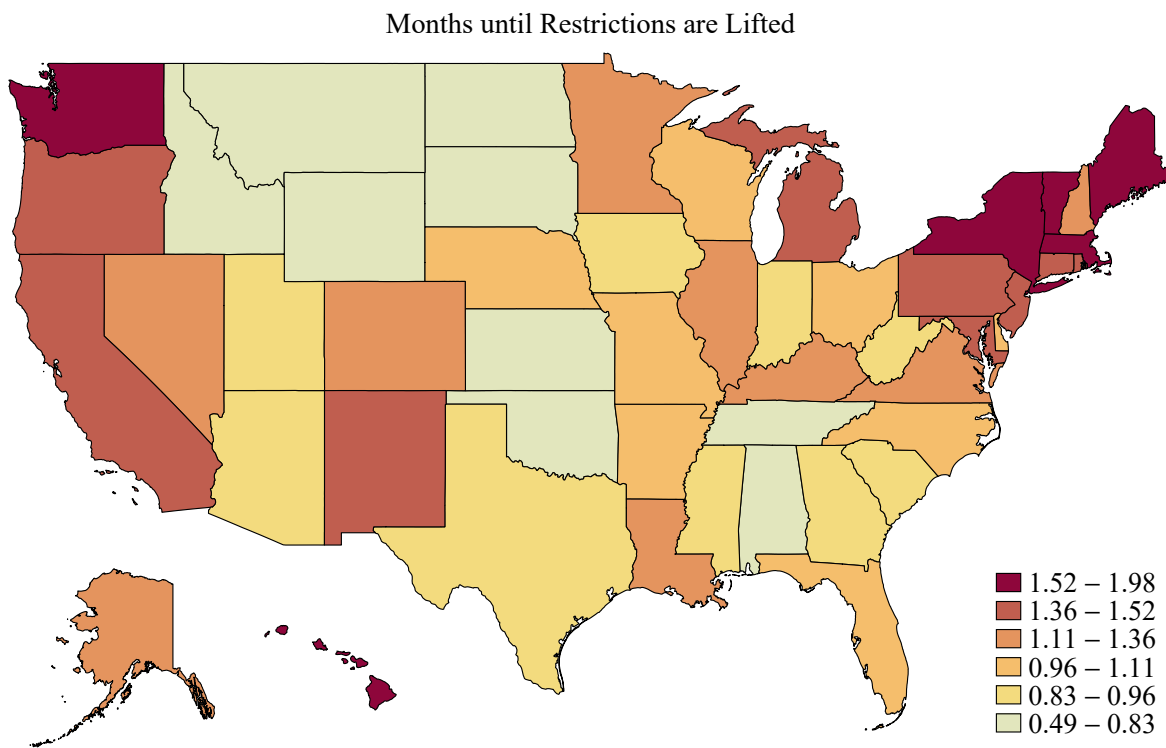 Months until Restrictions are Lifted
1.52 − 1.98
1.36 − 1.52
1.11 − 1.36
0.96 − 1.11
0.83 − 0.96
0.49 − 0.83